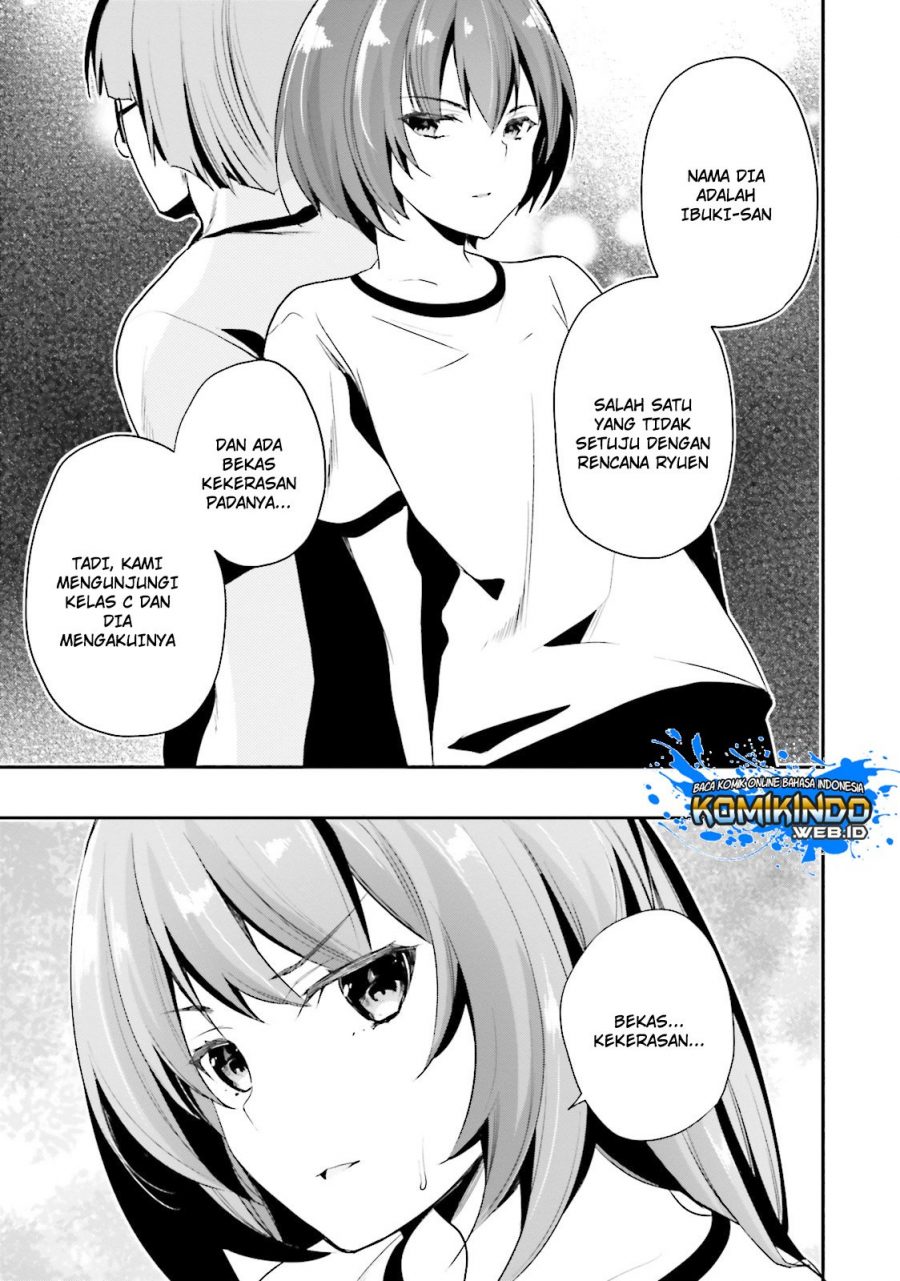 NAMA DIA
ADALAH
IBUKI-SAN
SALAH SATU
YANG TIDAK
SETUJU DENGAN
RENCANA RYUEN
DAN ADA
BEKAS
KEKERASAN
PADANYA...
TADI, KAMI
MENGUNJUNGI
KELAS C DAN
DIA
MENGAKUINYA
BACA KOMIK ONLINE BAHASA INDONESIA
KOMIKINDO
.WEB.ID
BEKAS...
KEKERASAN...